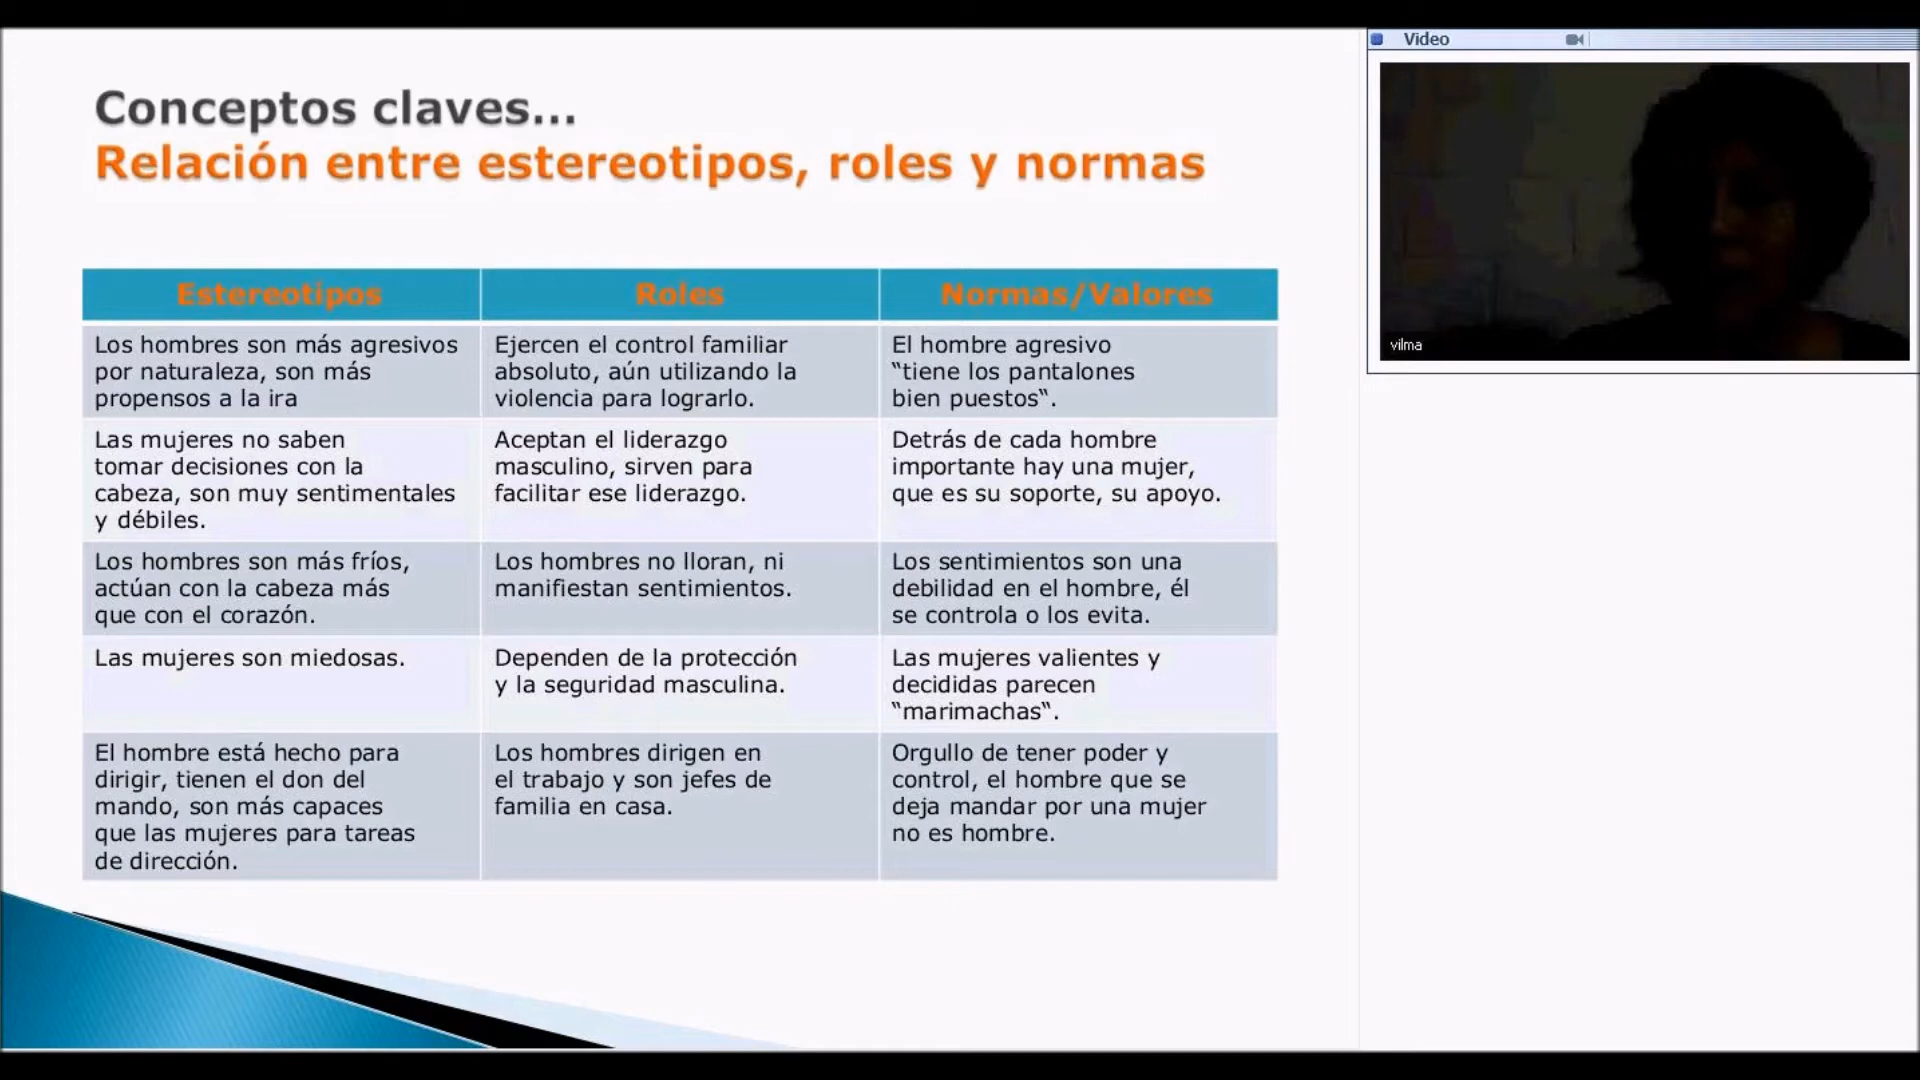 Conceptos claves...
Relación entre estereotipos, roles y normas
Estereotipos
Roles
Normas/Valores
Los hombres son más agresivos
por naturaleza, son más
propensos a la ira
Ejercen el control familiar
absoluto, aún utilizando la
violencia para lograrlo.
El hombre agresivo
“tiene los pantalones
bien puestos“.
Las mujeres no saben
tomar decisiones con la
cabeza, son muy sentimentales
y débiles.
Aceptan el liderazgo
masculino, sirven para
facilitar ese liderazgo.
Detrás de cada hombre
importante hay una mujer,
que es su soporte, su apoyo.
Los hombres son más fríos,
actúan con la cabeza más
que con el corazón.
Los hombres no lloran, ni
manifiestan sentimientos.
Los sentimientos son una
debilidad en el hombre, él
se controla o los evita.
Las mujeres son miedosas.
Dependen de la protección
y la seguridad masculina.
Las mujeres valientes y
decididas parecen
“marimachas“.
El hombre está hecho para
dirigir, tienen el don del
mando, son más capaces
que las mujeres para tareas
de dirección.
Los hombres dirigen en
el trabajo y son jefes de
familia en casa.
Orgullo de tener poder y
control, el hombre que se
deja mandar por una mujer
no es hombre.
Video
vilma